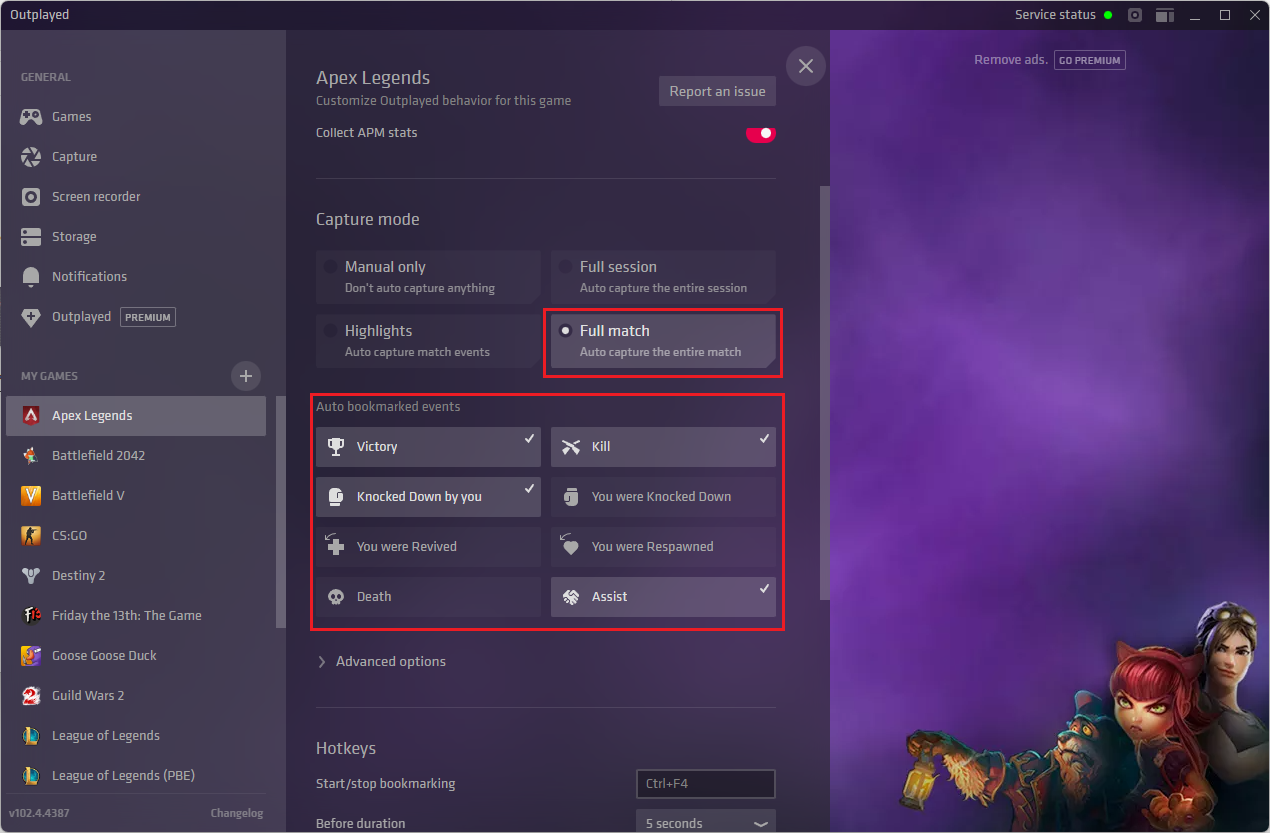 Outplayed
Service status
Remove ads. GO PREMIUM
GENERAL
Games
Capture
Screen recorder
Storage
Notifications
Outplayed PREMIUM
MY GAMES
Apex Legends
Battlefield 2042
Battlefield V
CS:GO
Destiny 2
Friday the 13th: The Game
Goose Goose Duck
Guild Wars 2
League of Legends
League of Legends (PBE)
v102.4.4387
Changelog
Apex Legends
Customize Outplayed behavior for this game
Report an issue
Collect APM stats
Capture mode
Manual only
Don't auto capture anything
Full session
Auto capture the entire session
Highlights
Auto capture match events
Full match
Auto capture the entire match
Auto bookmarked events
Victory
Kill
Knocked Down by you
You were Knocked Down
You were Revived
You were Respawned
Death
Assist
Advanced options
Hotkeys
Start/stop bookmarking
Ctrl+F4
Before duration
5 seconds